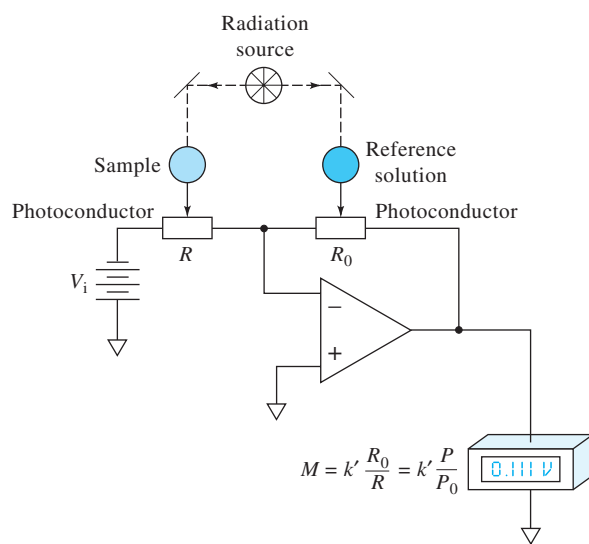 Radiation
source
Sample
Reference
solution
Photoconductor
Photoconductor
R
R₀
Vᵢ
−
+
M = k′ R₀/R = k′ P/P₀
0.111 V